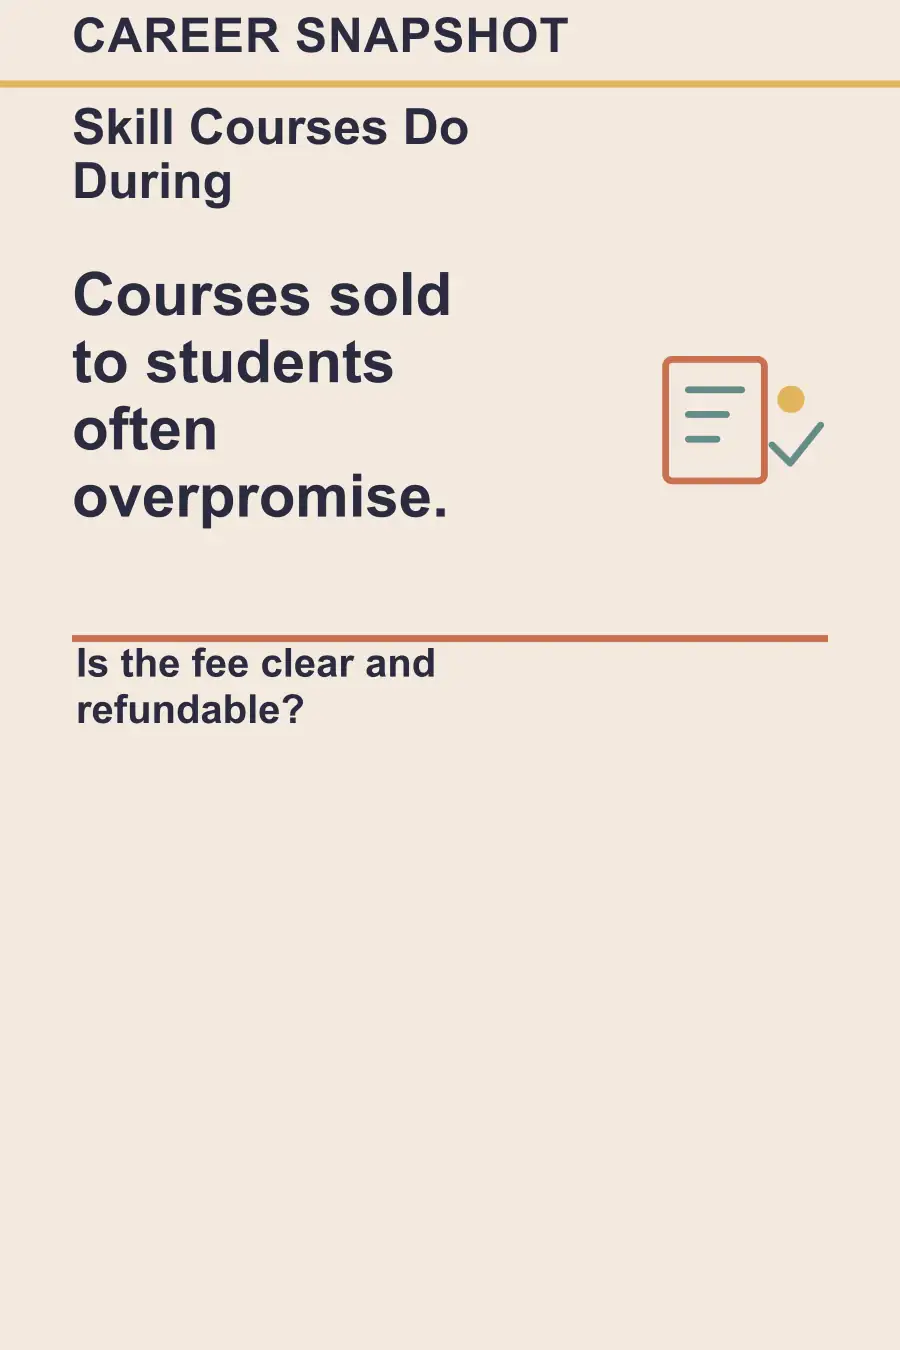 CAREER SNAPSHOT
Skill Courses Do
During
Courses sold
to students
often
overpromise.
Is the fee clear and
refundable?